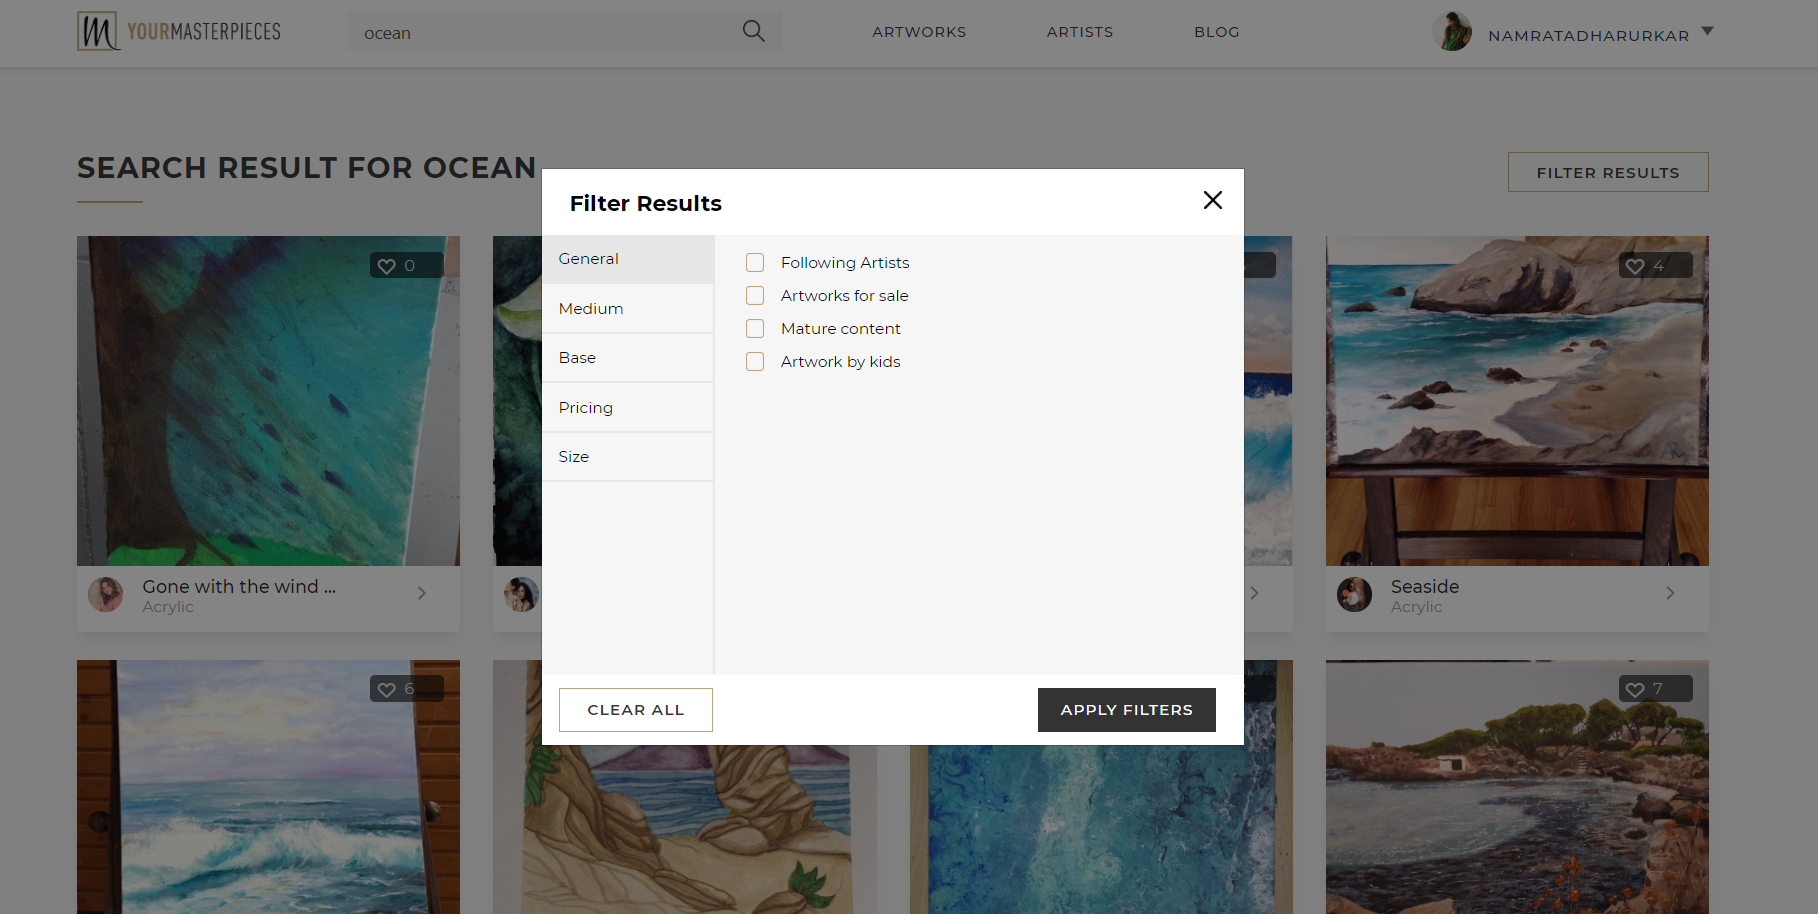 YOURMASTERPIECES
ocean
ARTWORKS
ARTISTS
BLOG
NAMRATADHARURKAR
SEARCH RESULT FOR OCEAN
FILTER RESULTS
Filter Results
General
Medium
Base
Pricing
Size
Following Artists
Artworks for sale
Mature content
Artwork by kids
CLEAR ALL
APPLY FILTERS
0
4
Gone with the wind ...
Acrylic
Seaside
Acrylic
6
7